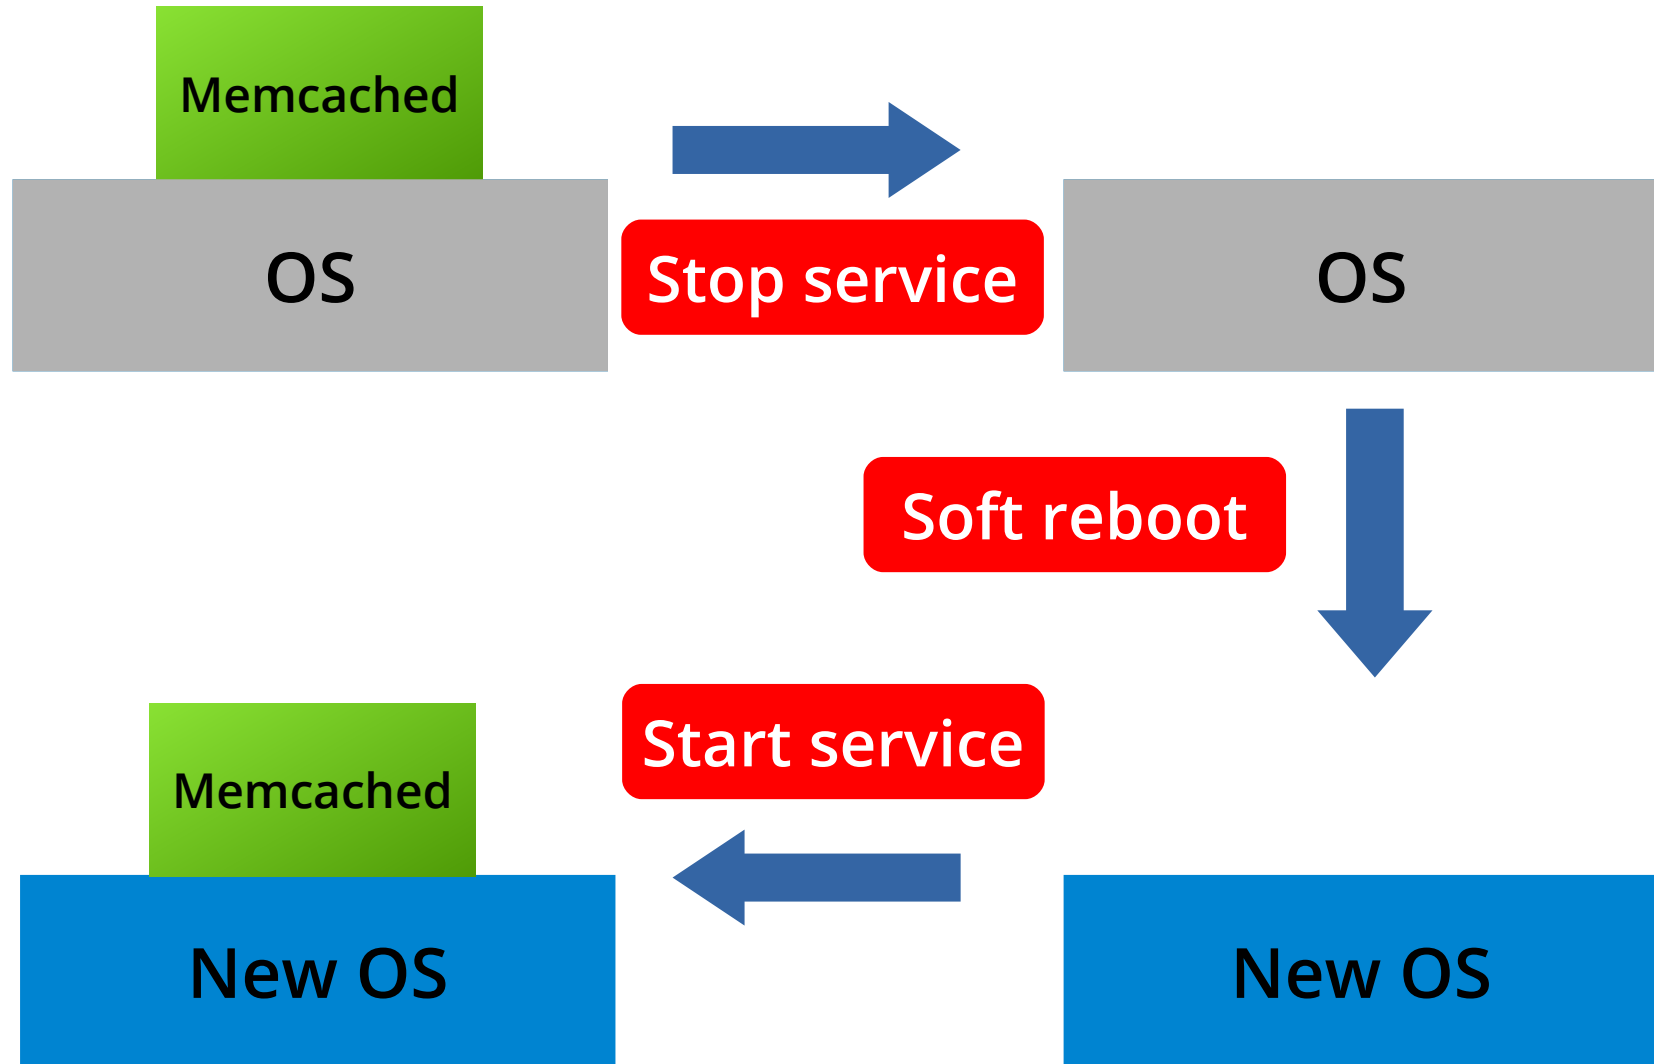 Memcached
OS
Stop service
OS
Soft reboot
Start service
Memcached
New OS
New OS